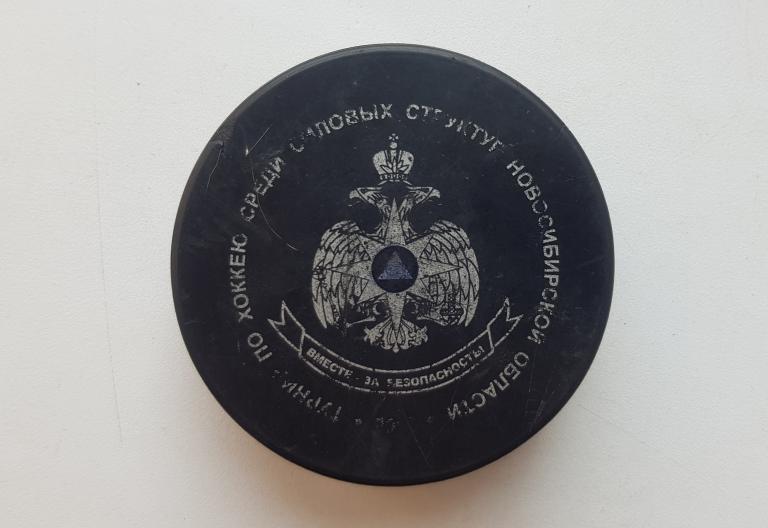 ТУРНИР ПО ХОККЕЮ СРЕДИ СИЛОВЫХ СТРУКТУР НОВОСИБИРСКОЙ ОБЛАСТИ
ВМЕСТЕ - ЗА БЕЗОПАСНОСТЬ!